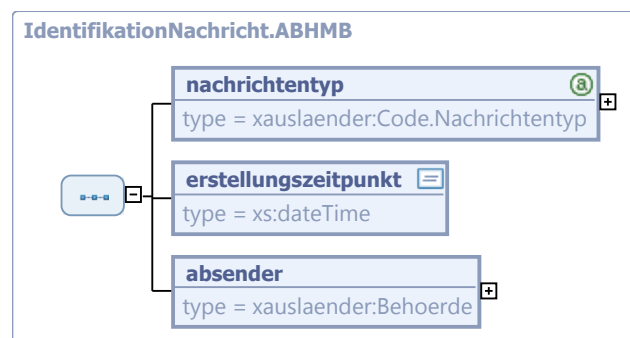 IdentifikationNachricht.ABHMB
nachrichtentyp
type = xauslaender:Code.Nachrichtentyp
erstellungszeitpunkt
type = xs:dateTime
absender
type = xauslaender:Behoerde